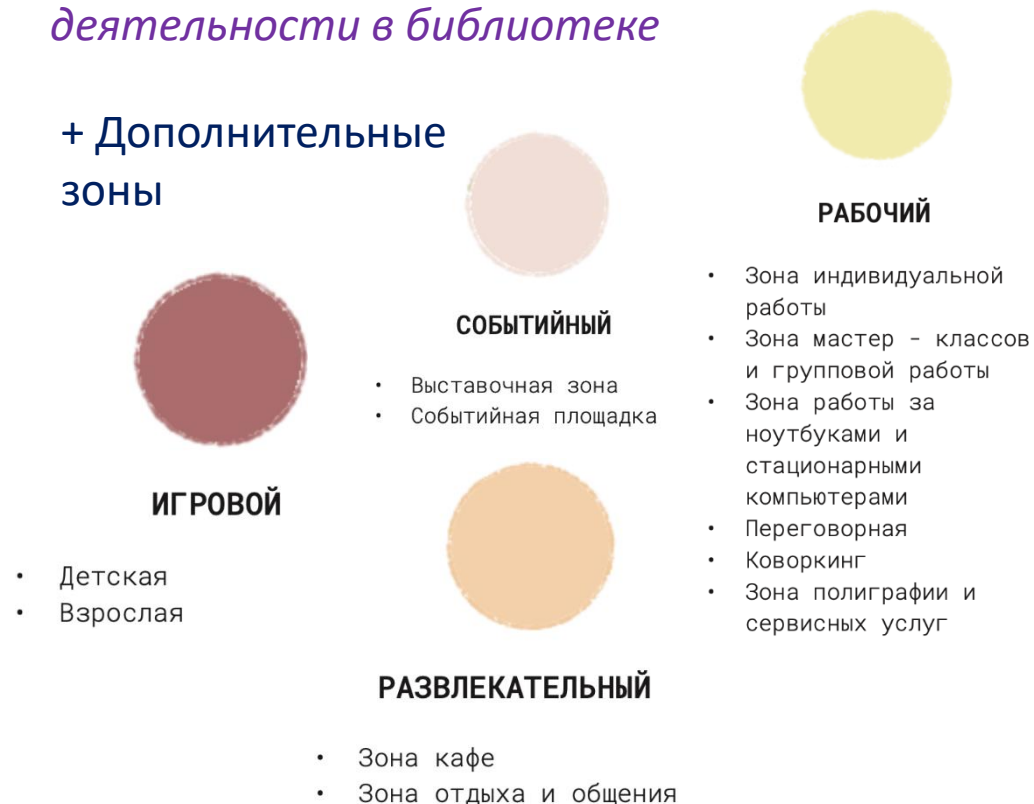 деятельности в библиотеке
+ Дополнительные
зоны
ИГРОВОЙ
• Детская
• Взрослая
СОБЫТИЙНЫЙ
• Выставочная зона
• Событийная площадка
РАЗВЛЕКАТЕЛЬНЫЙ
• Зона кафе
• Зона отдыха и общения
РАБОЧИЙ
• Зона индивидуальной
работы
• Зона мастер - классов
и групповой работы
• Зона работы за
ноутбуками и
стационарными
компьютерами
• Переговорная
• Коворкинг
• Зона полиграфии и
сервисных услуг